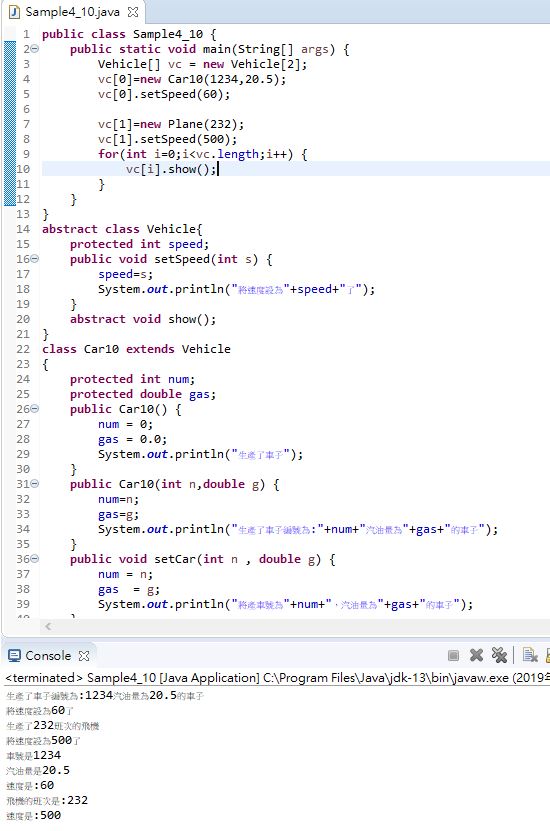 Sample4_10.java
1 public class Sample4_10 {
2 public static void main(String[] args) {
3 Vehicle[] vc = new Vehicle[2];
4 vc[0]=new Car10(1234,20.5);
5 vc[0].setSpeed(60);
6
7 vc[1]=new Plane(232);
8 vc[1].setSpeed(500);
9 for(int i=0;i<vc.length;i++) {
10 vc[i].show();
11 }
12 }
13 }
14 abstract class Vehicle{
15 protected int speed;
16 public void setSpeed(int s) {
17 speed=s;
18 System.out.println("將速度設為"+speed+"了");
19 }
20 abstract void show();
21 }
22 class Car10 extends Vehicle
23 {
24 protected int num;
25 protected double gas;
26 public Car10() {
27 num = 0;
28 gas = 0.0;
29 System.out.println("生產了車子");
30 }
31 public Car10(int n,double g) {
32 num=n;
33 gas=g;
34 System.out.println("生產了車子編號為:"+num+"汽油量為"+gas+"的車子");
35 }
36 public void setCar(int n , double g) {
37 num = n;
38 gas = g;
39 System.out.println("將產車號為"+num+"，汽油量為"+gas+"的車子");
Console
<terminated> Sample4_10 [Java Application] C:\Program Files\Java\jdk-13\bin\javaw.exe (2019年
生產了車子編號為:1234汽油量為20.5的車子
將速度設為60了
生產了232班次的飛機
將速度設為500了
車號是1234
汽油量是20.5
速度是:60
飛機的班次是:232
速度是:500